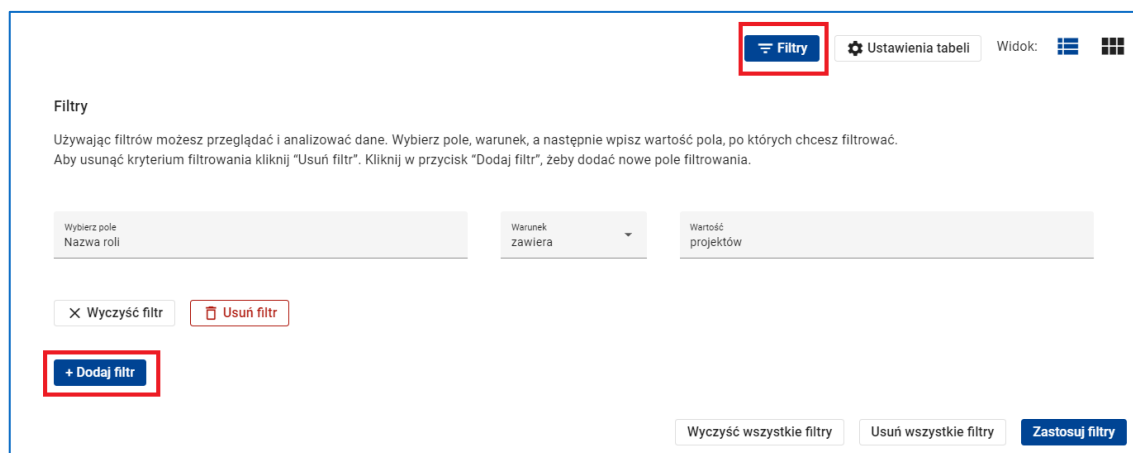 Filtry
Ustawienia tabeli
Widok:
Filtry
Używając filtrów możesz przeglądać i analizować dane. Wybierz pole, warunek, a następnie wpisz wartość pola, po których chcesz filtrować.
Aby usunąć kryterium filtrowania kliknij “Usuń filtr”. Kliknij w przycisk “Dodaj filtr”, żeby dodać nowe pole filtrowania.
Wybierz pole
Nazwa roli
Warunek
zawiera
Wartość
projektów
Wyczyść filtr
Usuń filtr
+ Dodaj filtr
Wyczyść wszystkie filtry
Usuń wszystkie filtry
Zastosuj filtry